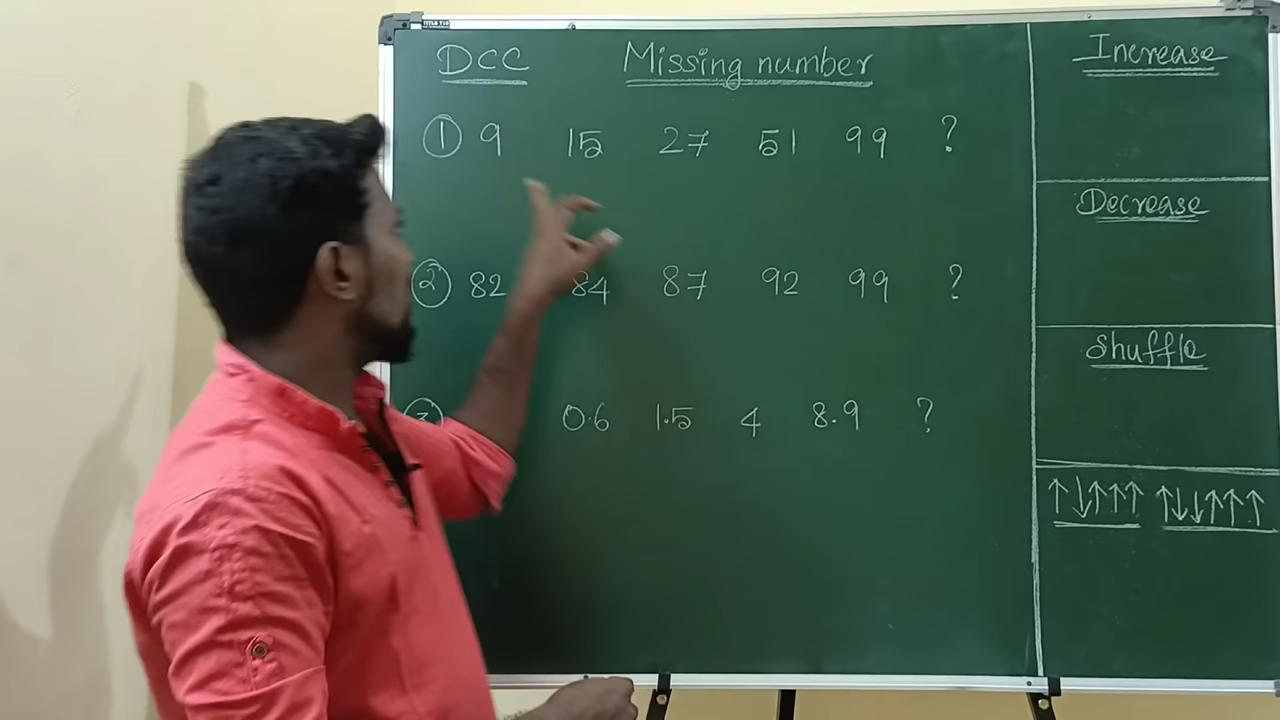 DCC Missing number
① 9 15 27 51 99 ?
② 82 84 87 92 99 ?
③ 0.6 1.5 4 8.9 ?
Increase
Decrease
Shuffle
↑↓↑↑↑ ↑↓↓↑↑↑